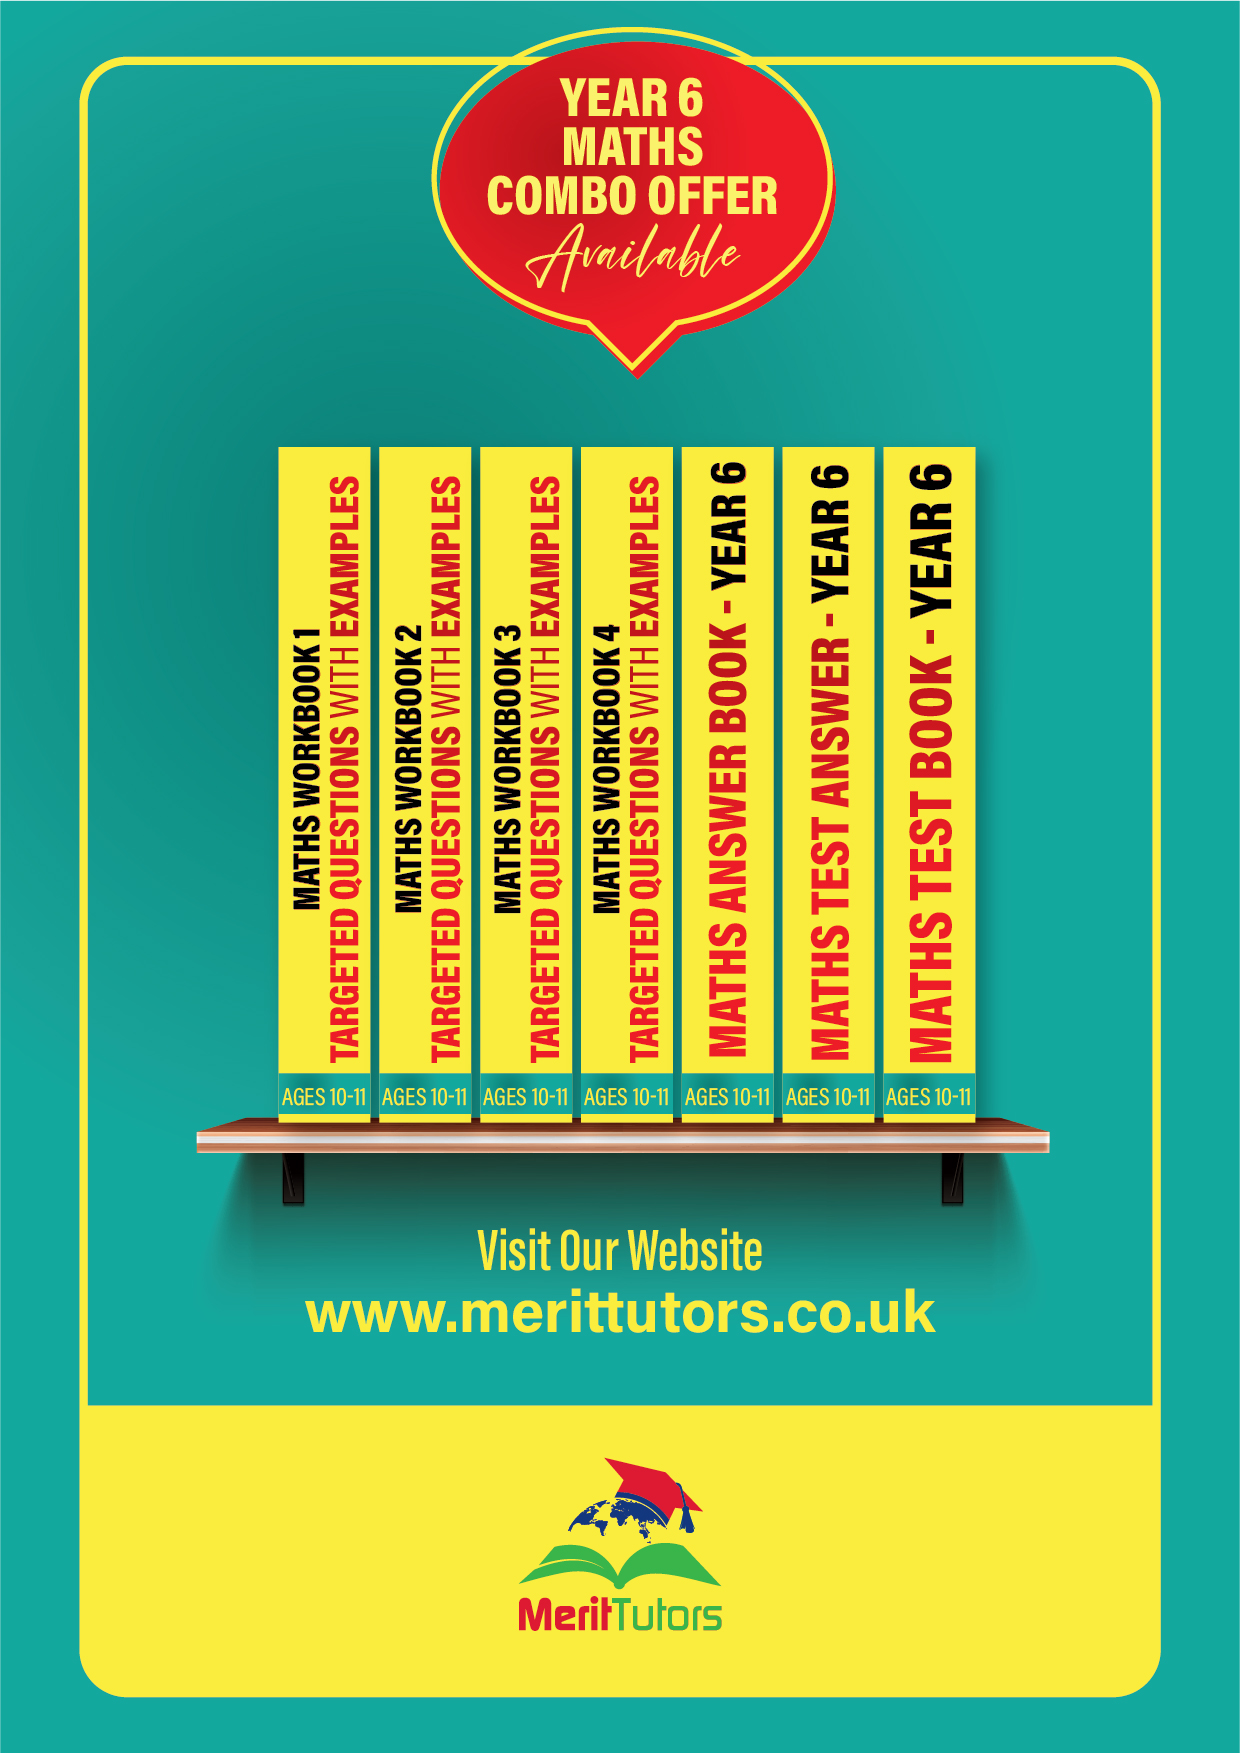 YEAR 6
MATHS
COMBO OFFER
Available
MATHS WORKBOOK 1
TARGETED QUESTIONS WITH EXAMPLES
AGES 10-11
MATHS WORKBOOK 2
TARGETED QUESTIONS WITH EXAMPLES
AGES 10-11
MATHS WORKBOOK 3
TARGETED QUESTIONS WITH EXAMPLES
AGES 10-11
MATHS WORKBOOK 4
TARGETED QUESTIONS WITH EXAMPLES
AGES 10-11
MATHS ANSWER BOOK - YEAR 6
AGES 10-11
MATHS TEST ANSWER - YEAR 6
AGES 10-11
MATHS TEST BOOK - YEAR 6
AGES 10-11
Visit Our Website
www.merittutors.co.uk
MeritTutors